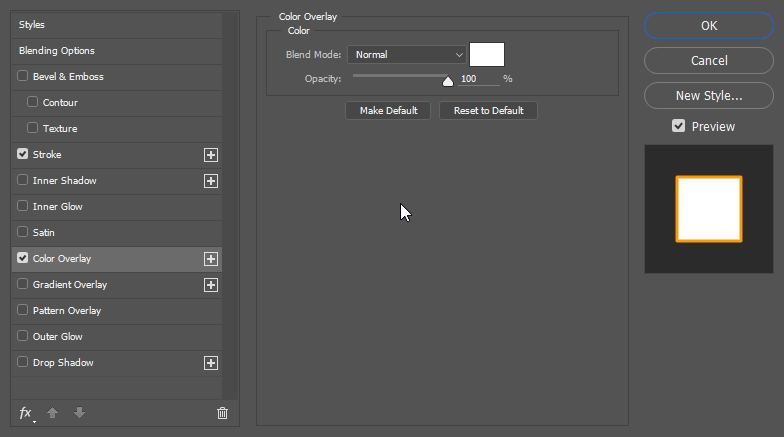 Styles
Blending Options
Bevel & Emboss
Contour
Texture
Stroke
Inner Shadow
Inner Glow
Satin
Color Overlay
Gradient Overlay
Pattern Overlay
Outer Glow
Drop Shadow
fx
Color Overlay
Color
Blend Mode: Normal
Opacity: 100 %
Make Default Reset to Default
OK
Cancel
New Style...
Preview